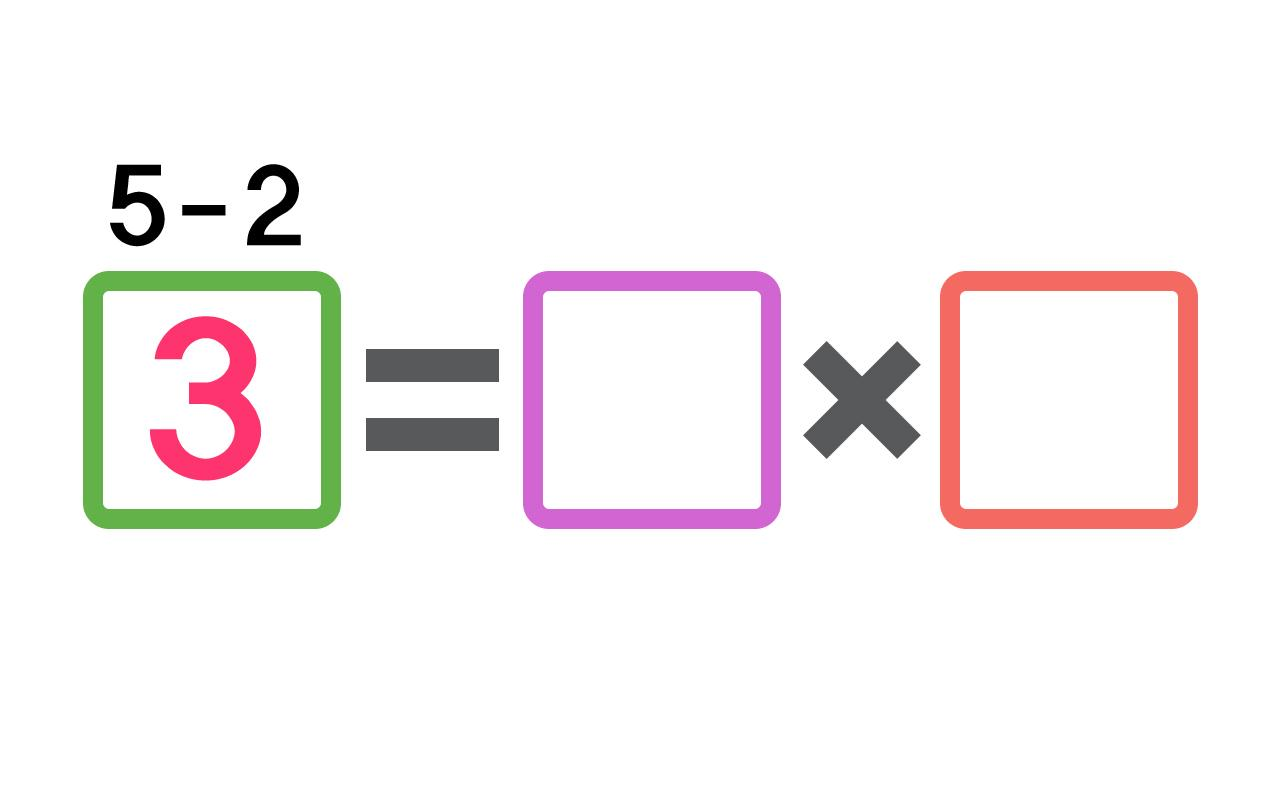 5-2
3 = ×